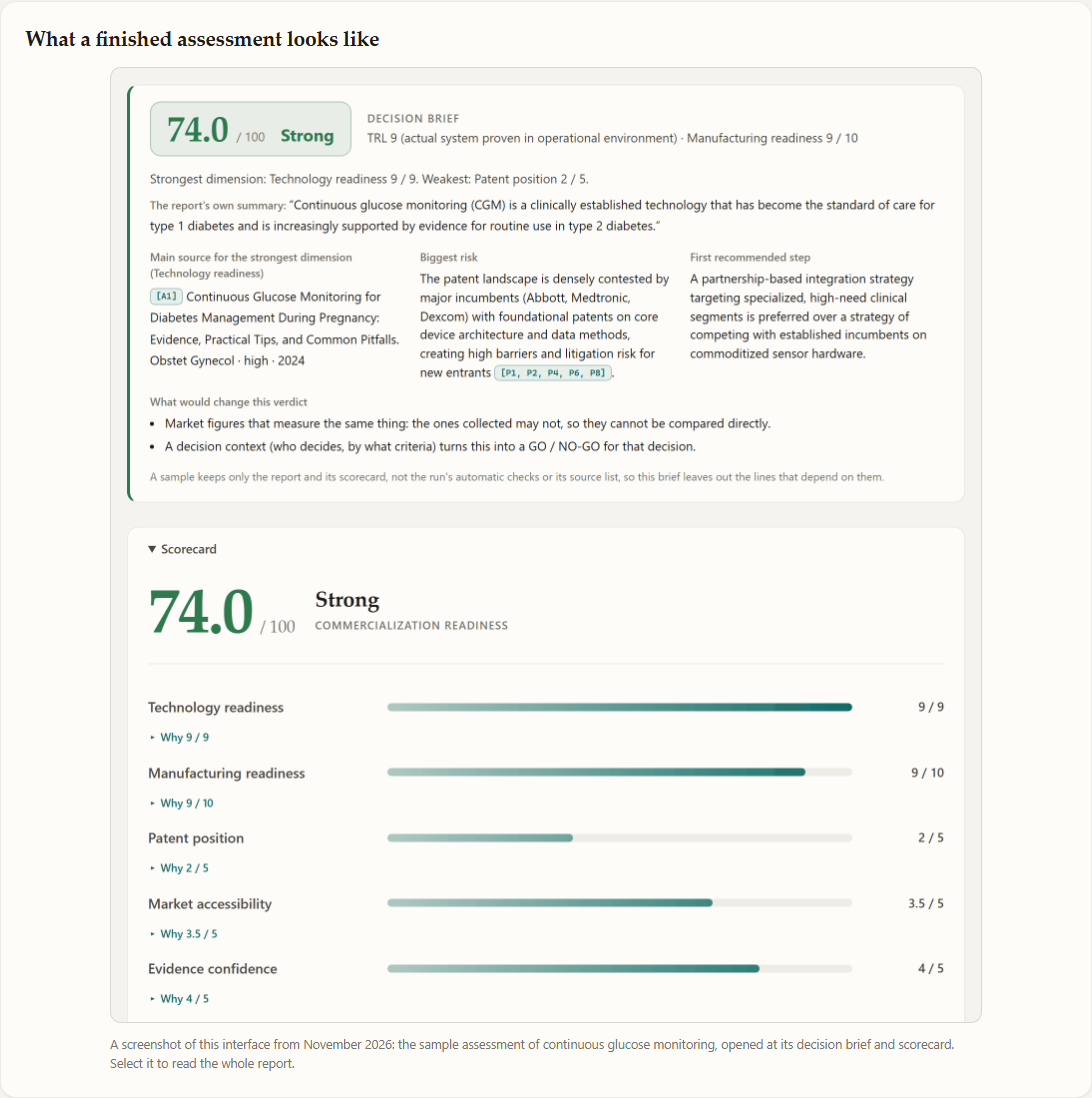 What a finished assessment looks like
74.0 / 100 Strong
DECISION BRIEF
TRL 9 (actual system proven in operational environment) · Manufacturing readiness 9 / 10
Strongest dimension: Technology readiness 9 / 9. Weakest: Patent position 2 / 5.
The report's own summary: "Continuous glucose monitoring (CGM) is a clinically established technology that has become the standard of care for
type 1 diabetes and is increasingly supported by evidence for routine use in type 2 diabetes."
Main source for the strongest dimension
(Technology readiness)
[A1] Continuous Glucose Monitoring for
Diabetes Management During Pregnancy:
Evidence, Practical Tips, and Common Pitfalls.
Obstet Gynecol · high · 2024
Biggest risk
The patent landscape is densely contested by
major incumbents (Abbott, Medtronic,
Dexcom) with foundational patents on core
device architecture and data methods,
creating high barriers and litigation risk for
new entrants [P1, P2, P4, P6, P8].
First recommended step
A partnership-based integration strategy
targeting specialized, high-need clinical
segments is preferred over a strategy of
competing with established incumbents on
commoditized sensor hardware.
What would change this verdict
• Market figures that measure the same thing: the ones collected may not, so they cannot be compared directly.
• A decision context (who decides, by what criteria) turns this into a GO / NO-GO for that decision.
A sample keeps only the report and its scorecard, not the run's automatic checks or its source list, so this brief leaves out the lines that depend on them.
▼ Scorecard
74.0 / 100
Strong
COMMERCIALIZATION READINESS
Technology readiness 9 / 9
▸ Why 9 / 9
Manufacturing readiness 9 / 10
▸ Why 9 / 10
Patent position 2 / 5
▸ Why 2 / 5
Market accessibility 3.5 / 5
▸ Why 3.5 / 5
Evidence confidence 4 / 5
▸ Why 4 / 5
A screenshot of this interface from November 2026: the sample assessment of continuous glucose monitoring, opened at its decision brief and scorecard.
Select it to read the whole report.